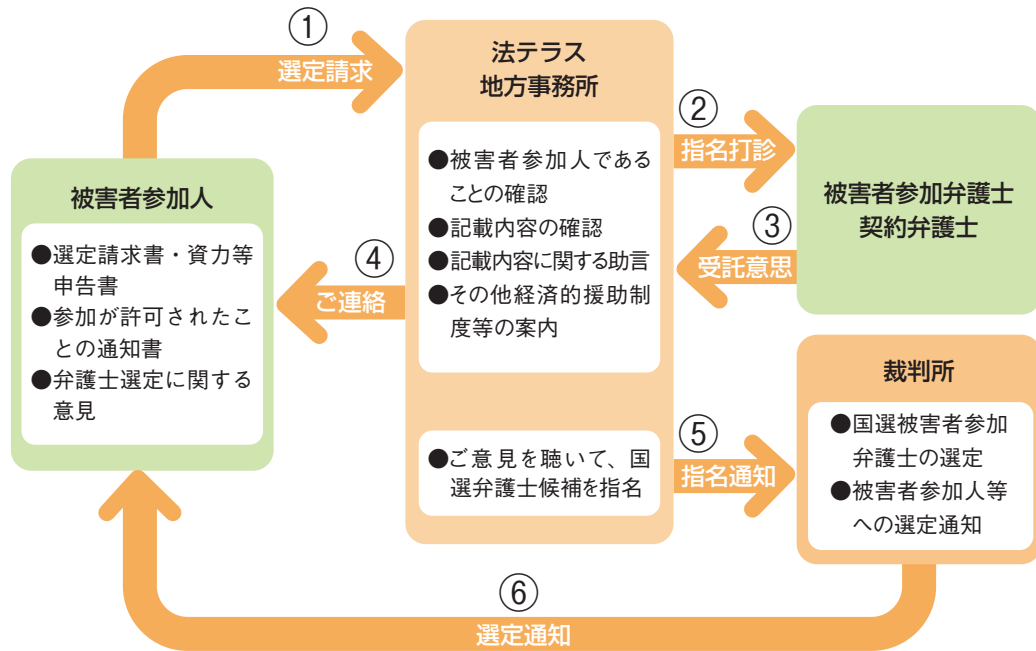 ①
選定請求
法テラス
地方事務所
●被害者参加人である
ことの確認
●記載内容の確認
●記載内容に関する助言
●その他経済的援助制
度等の案内
●ご意見を聴いて、国
選弁護士候補を指名
②
指名打診
被害者参加弁護士
契約弁護士
③
受託意思
被害者参加人
●選定請求書・資力等
申告書
●参加が許可されたこ
との通知書
●弁護士選定に関する
意見
④
ご連絡
⑤
指名通知
裁判所
●国選被害者参加
弁護士の選定
●被害者参加人等
への選定通知
⑥
選定通知